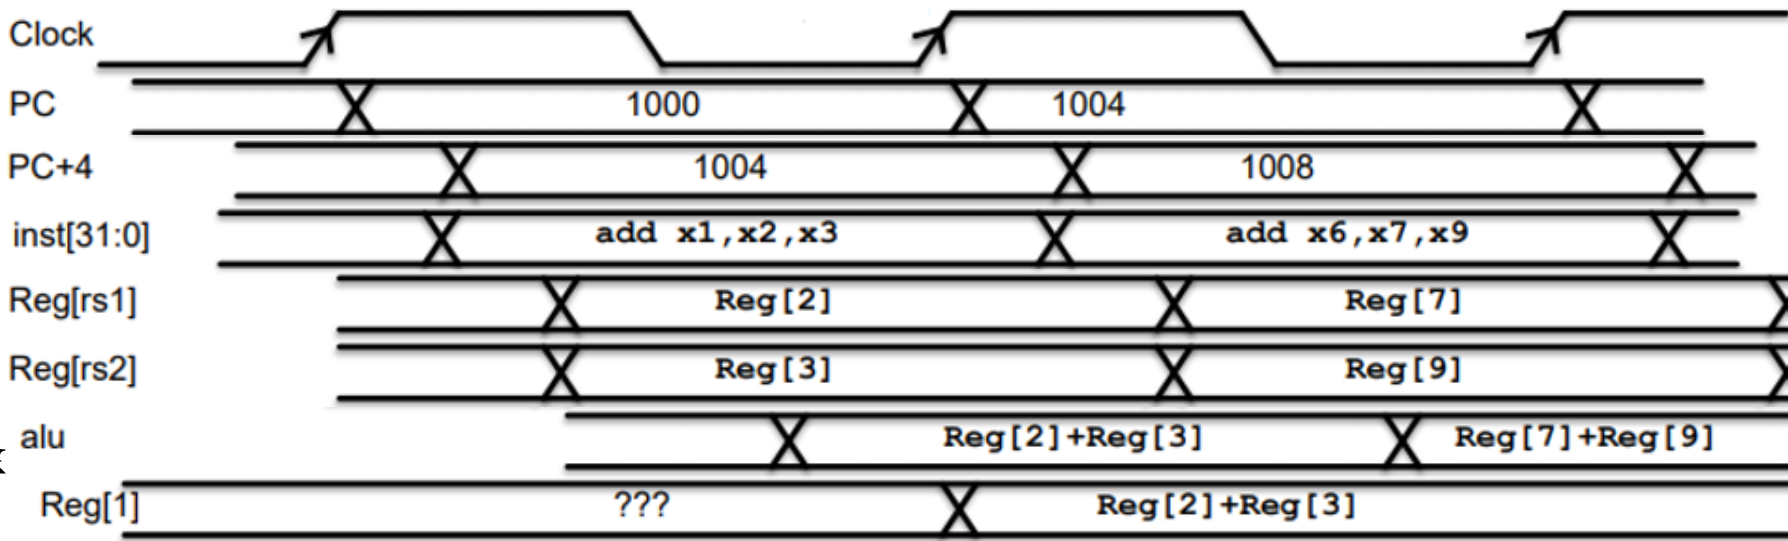 Clock
PC 1000 1004
PC+4 1004 1008
inst[31:0] add x1,x2,x3 add x6,x7,x9
Reg[rs1] Reg[2] Reg[7]
Reg[rs2] Reg[3] Reg[9]
alu Reg[2]+Reg[3] Reg[7]+Reg[9]
Reg[1] ??? Reg[2]+Reg[3]